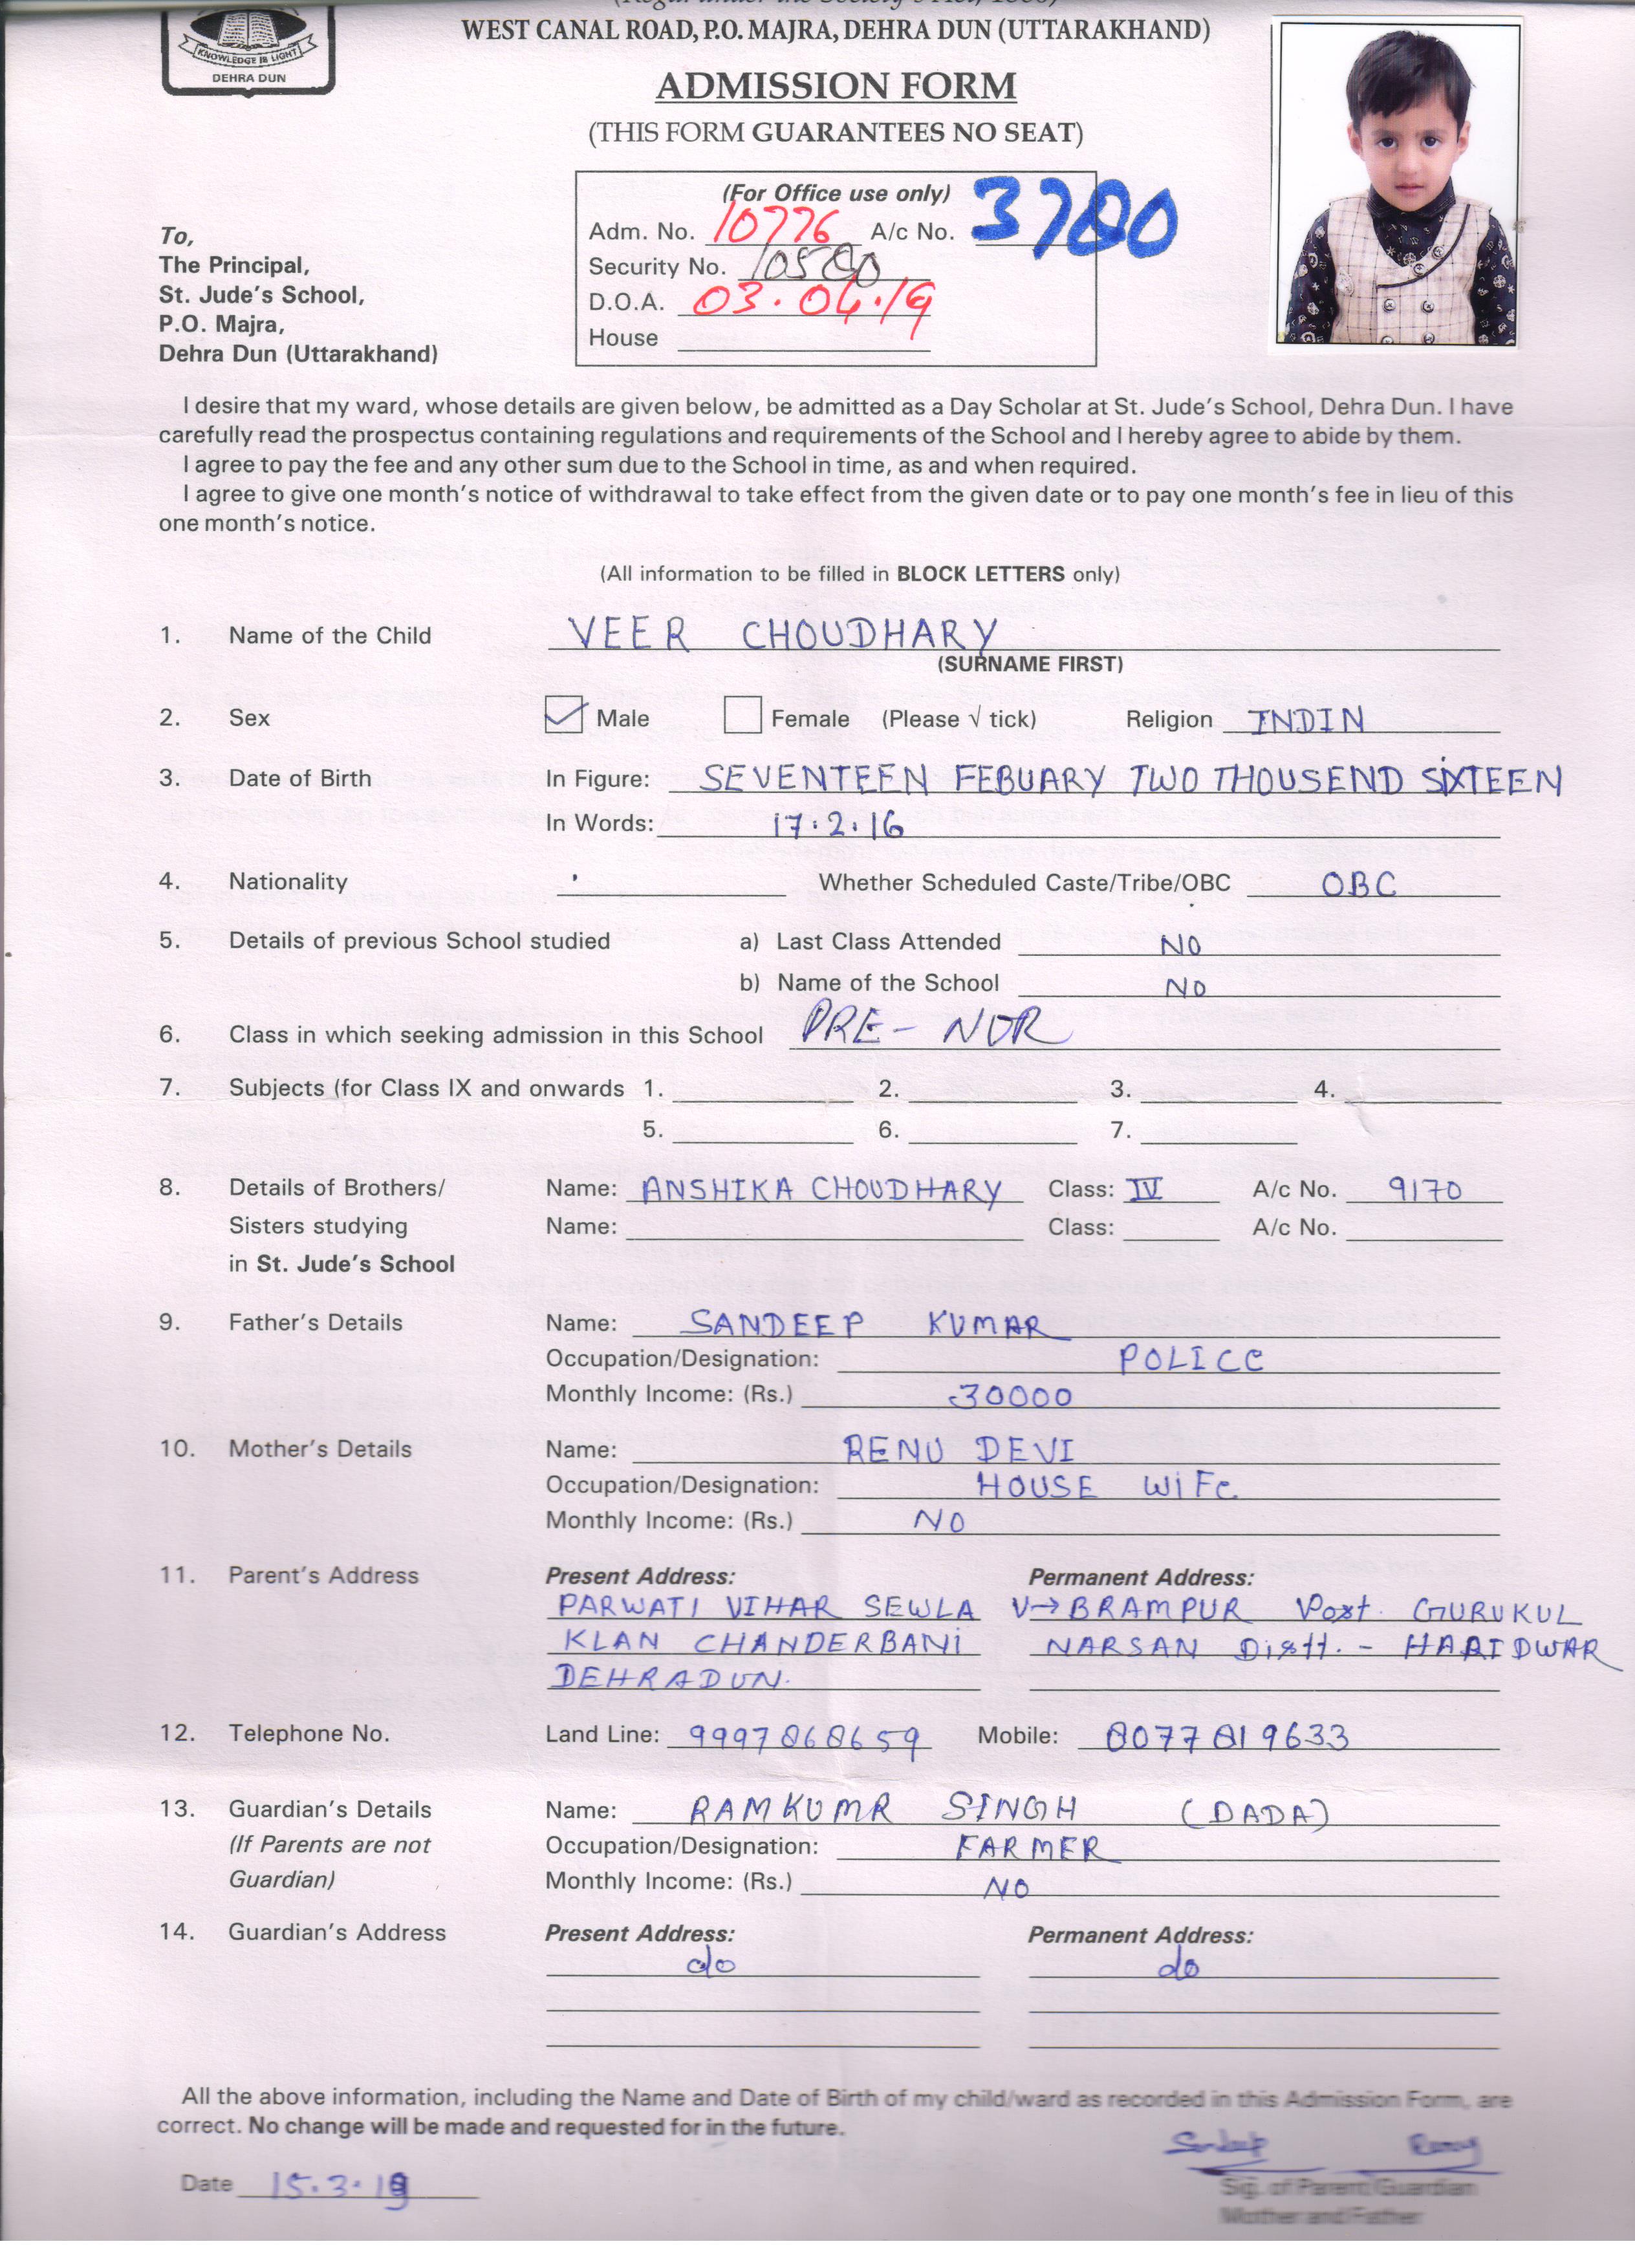 (Regd. under the Society's Act, 1860)
WEST CANAL ROAD, P.O. MAJRA, DEHRA DUN (UTTARAKHAND)
KNOWLEDGE IS LIGHT
DEHRA DUN
ADMISSION FORM
(THIS FORM GUARANTEES NO SEAT)
(For Office use only)
Adm. No. 10776 A/c No. 3780
Security No. 10580
D.O.A. 03.04.19
House
To,
The Principal,
St. Jude's School,
P.O. Majra,
Dehra Dun (Uttarakhand)
I desire that my ward, whose details are given below, be admitted as a Day Scholar at St. Jude's School, Dehra Dun. I have
carefully read the prospectus containing regulations and requirements of the School and I hereby agree to abide by them.
I agree to pay the fee and any other sum due to the School in time, as and when required.
I agree to give one month's notice of withdrawal to take effect from the given date or to pay one month's fee in lieu of this
one month's notice.
(All information to be filled in BLOCK LETTERS only)
1. Name of the Child VEER CHOUDHARY
(SURNAME FIRST)
2. Sex Male Female (Please √ tick) Religion INDIN
3. Date of Birth In Figure: SEVENTEEN FEBUARY TWO THOUSEND SIXTEEN
In Words: 17.2.16
4. Nationality Whether Scheduled Caste/Tribe/OBC OBC
5. Details of previous School studied a) Last Class Attended NO
b) Name of the School NO
6. Class in which seeking admission in this School PRE - NUR
7. Subjects (for Class IX and onwards 1. 2. 3. 4.
5. 6. 7.
8. Details of Brothers/ Name: ANSHIKA CHOUDHARY Class: IV A/c No. 9170
Sisters studying Name: Class: A/c No.
in St. Jude's School
9. Father's Details Name: SANDEEP KUMAR
Occupation/Designation: POLICE
Monthly Income: (Rs.) 30000
10. Mother's Details Name: RENU DEVI
Occupation/Designation: HOUSE WIFE
Monthly Income: (Rs.) NO
11. Parent's Address Present Address: Permanent Address:
PARWATI VIHAR SEWLA V→BRAMPUR Post GURUKUL
KLAN CHANDERBANI NARSAN Distt. - HARIDWAR
DEHRADUN.
12. Telephone No. Land Line: 9997868659 Mobile: 8077819633
13. Guardian's Details Name: RAMKUMR SINGH (DADA)
(If Parents are not Occupation/Designation: FARMER
Guardian) Monthly Income: (Rs.) NO
14. Guardian's Address Present Address: Permanent Address:
do do
All the above information, including the Name and Date of Birth of my child/ward as recorded in this Admission Form, are
correct. No change will be made and requested for in the future.
Sandeep
Date 15.3.19 Sig. of Parent/Guardian
Mother and Father